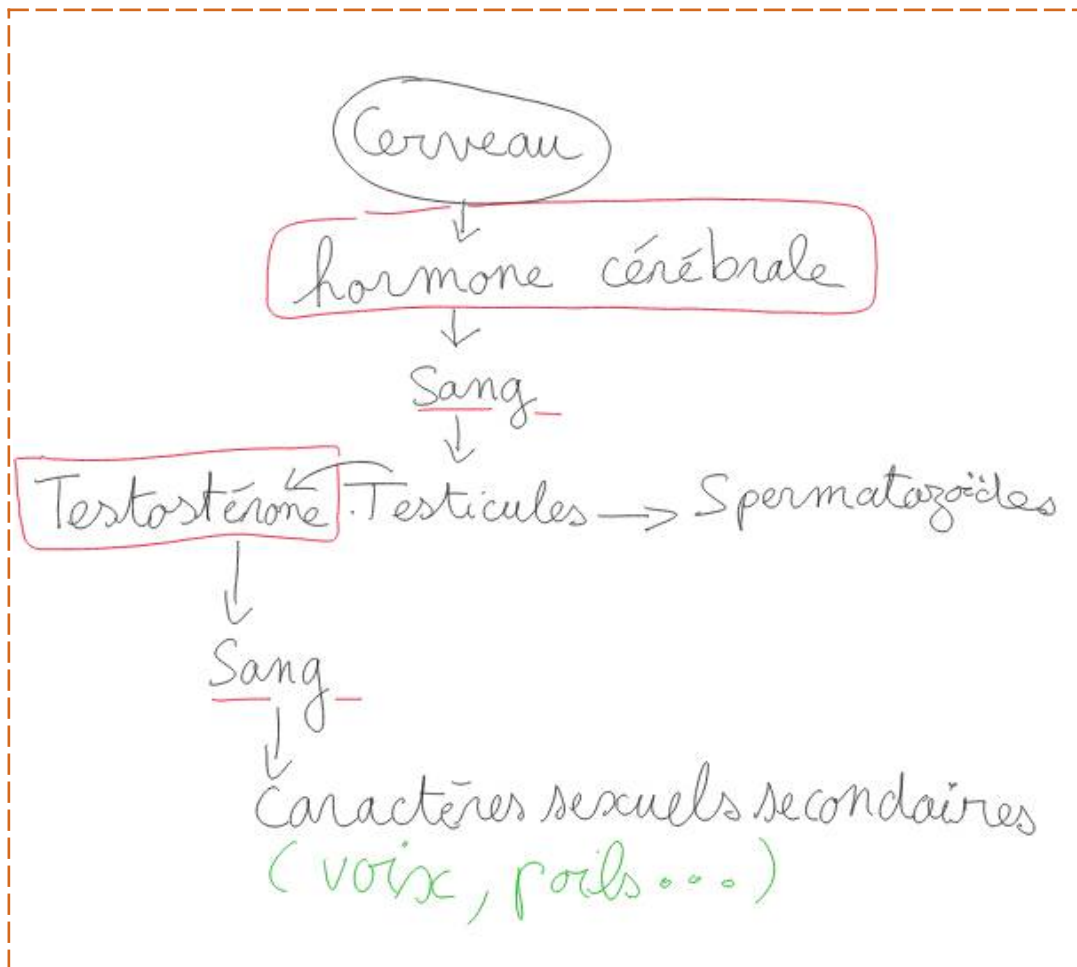 Cerveau
hormone cérébrale
Sang
Testostérone Testicules → Spermatozoïdes
Sang
Caractères sexuels secondaires
(voix, poils...)